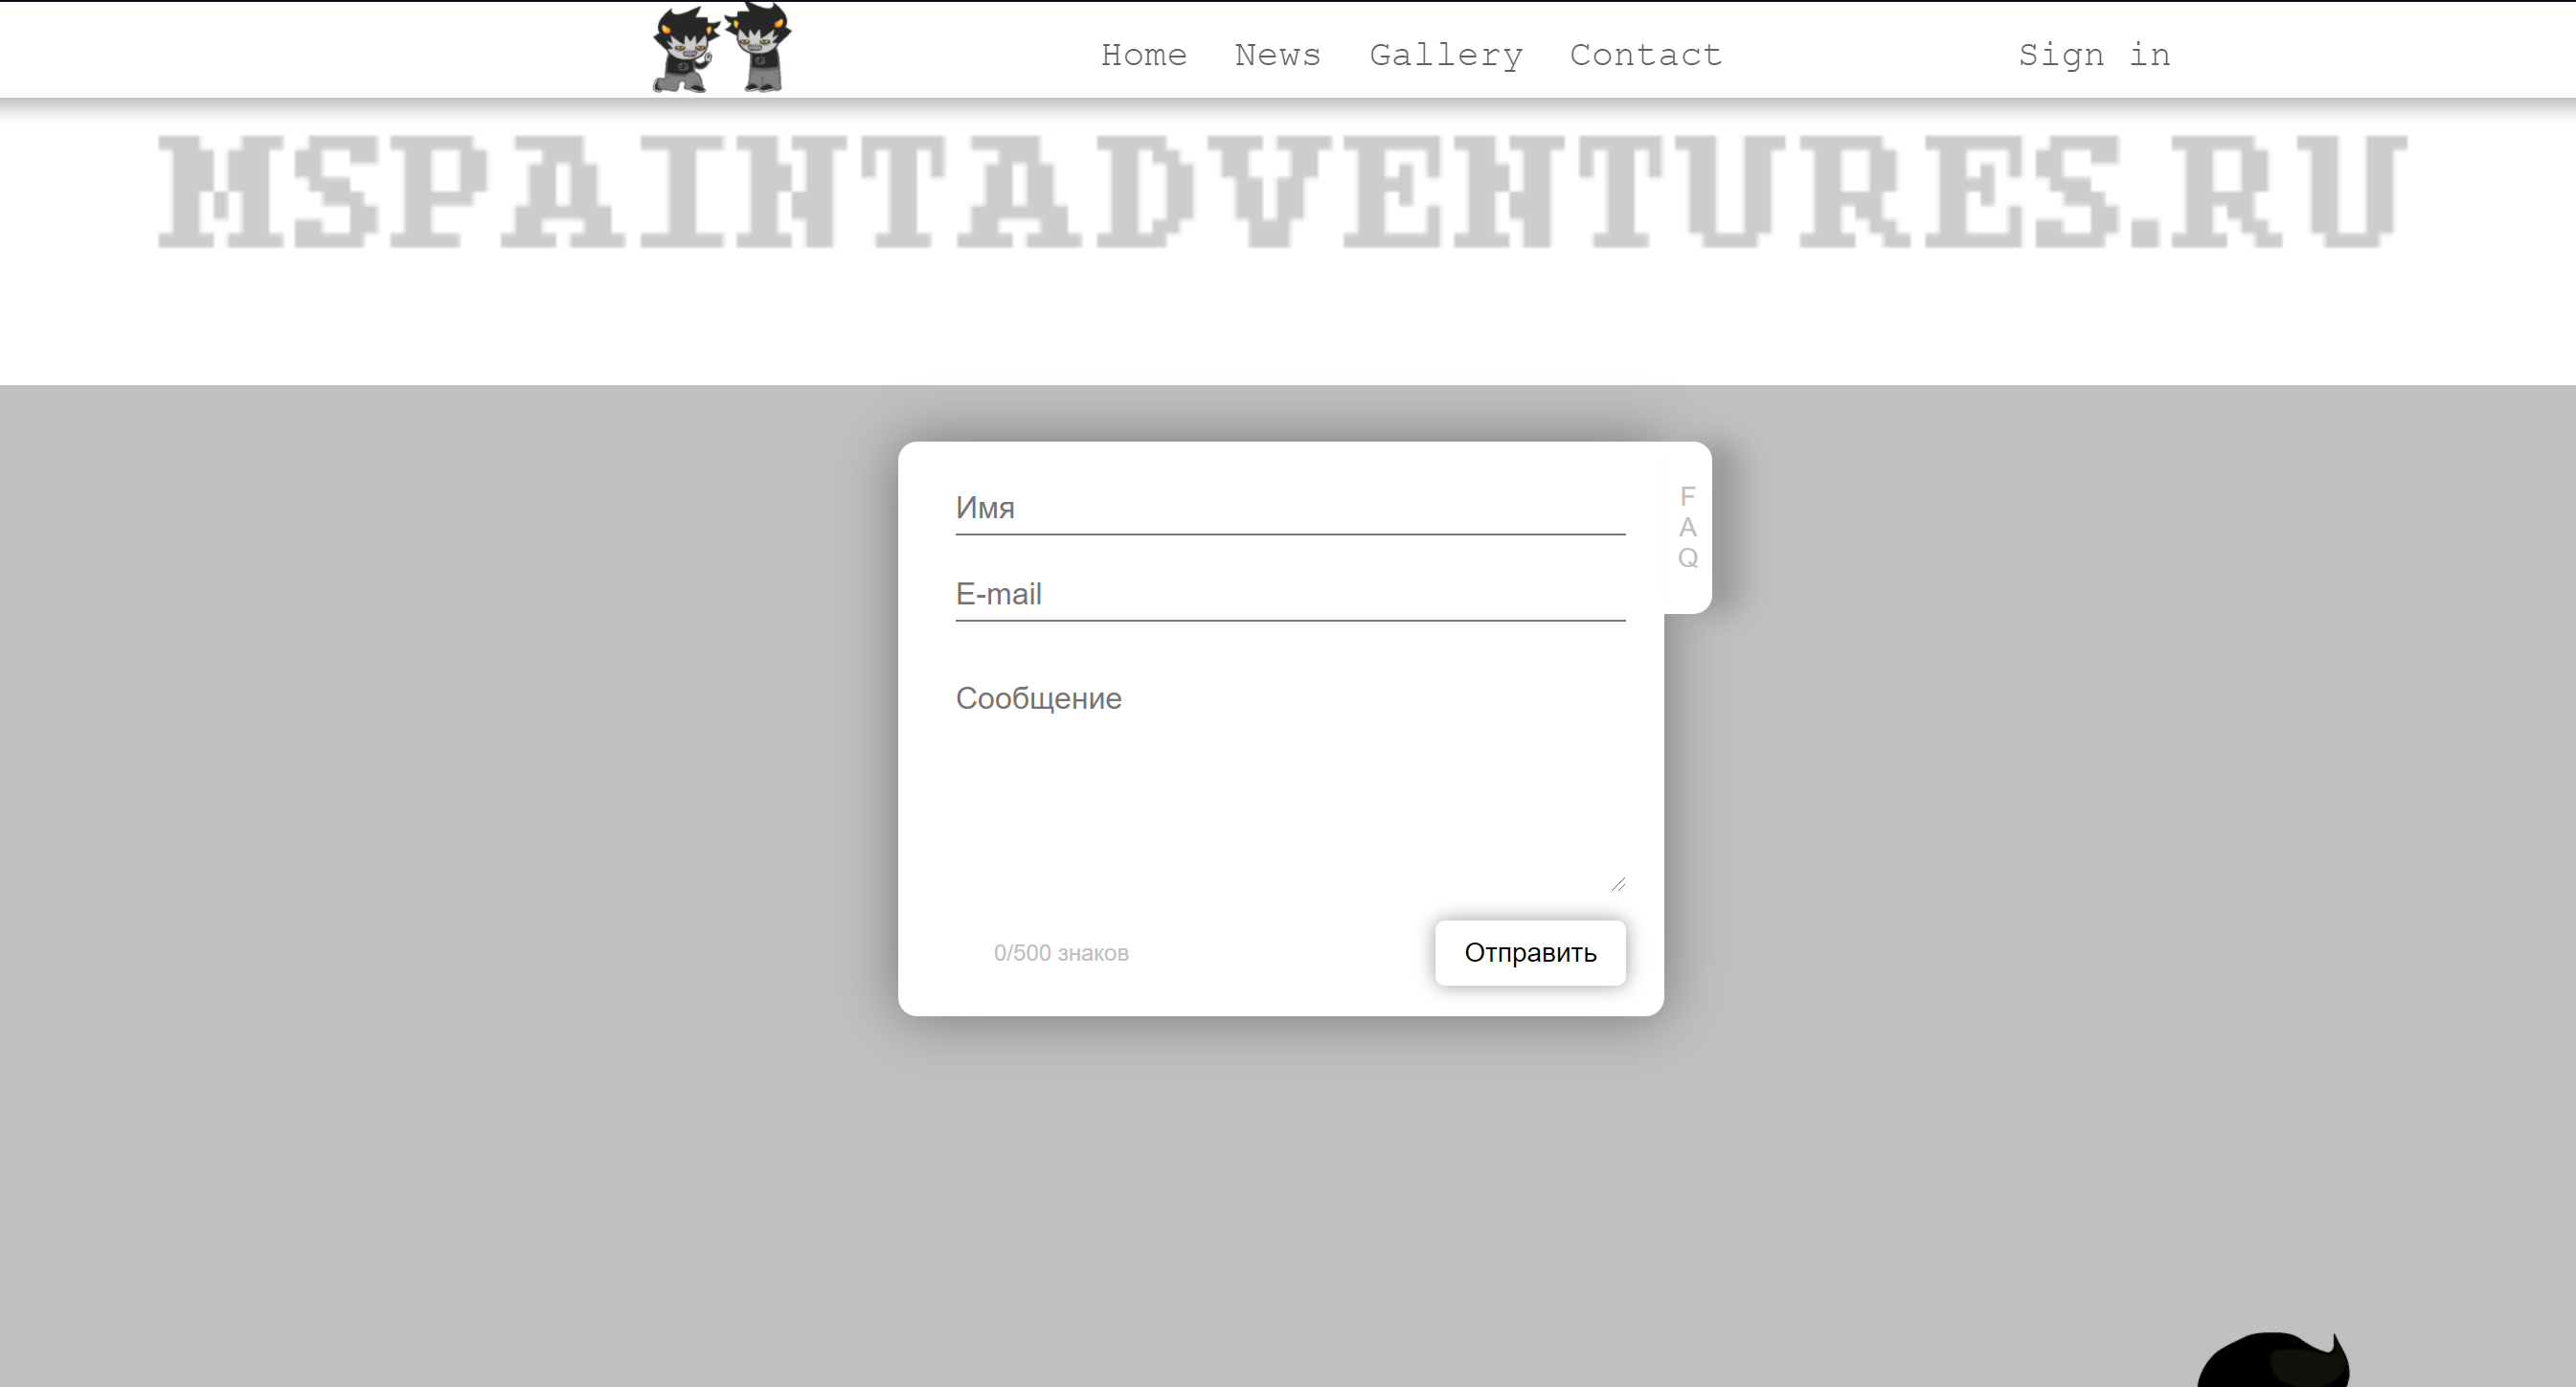 Home News Gallery Contact Sign in
MSPAINTADVENTURES.RU
Имя
F
A
Q
E-mail
Сообщение
0/500 знаков
Отправить